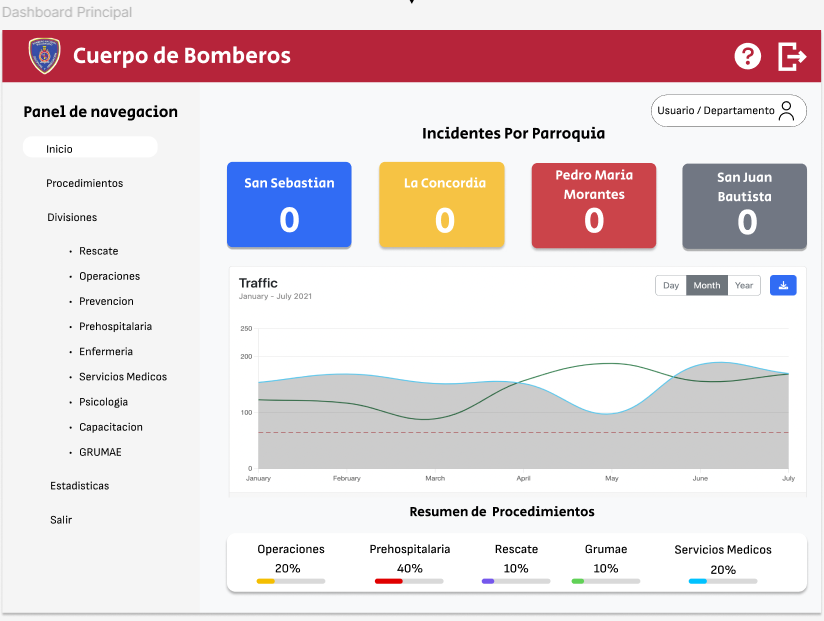 Dashboard Principal
Cuerpo de Bomberos
?
Panel de navegacion
Inicio
Procedimientos
Divisiones
• Rescate
• Operaciones
• Prevencion
• Prehospitalaria
• Enfermeria
• Servicios Medicos
• Psicologia
• Capacitacion
• GRUMAE
Estadisticas
Salir
Usuario / Departamento
Incidentes Por Parroquia
San Sebastian
0
La Concordia
0
Pedro Maria
Morantes
0
San Juan
Bautista
0
Traffic
January - July 2021
Day Month Year
250
200
100
0
January February March April May June July
Resumen de Procedimientos
Operaciones
20%
Prehospitalaria
40%
Rescate
10%
Grumae
10%
Servicios Medicos
20%